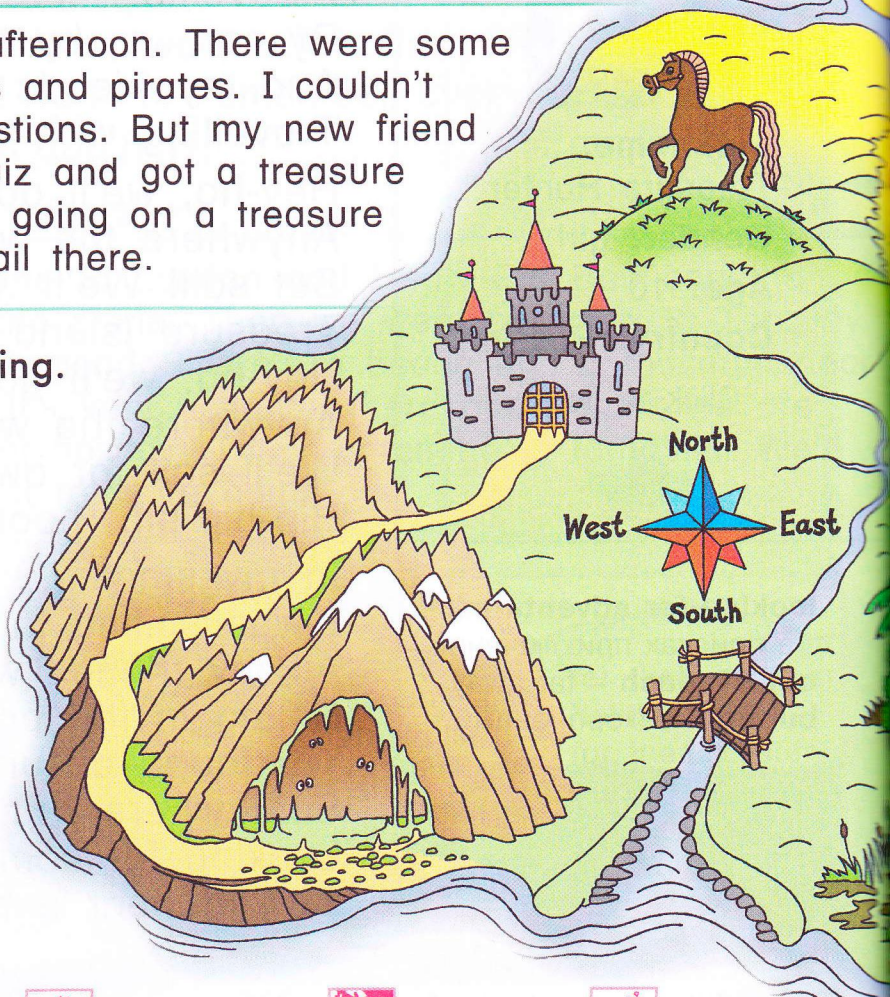 afternoon. There were some
s and pirates. I couldn't
stions. But my new friend
iz and got a treasure
going on a treasure
ail there.
ing.
North
West
East
South